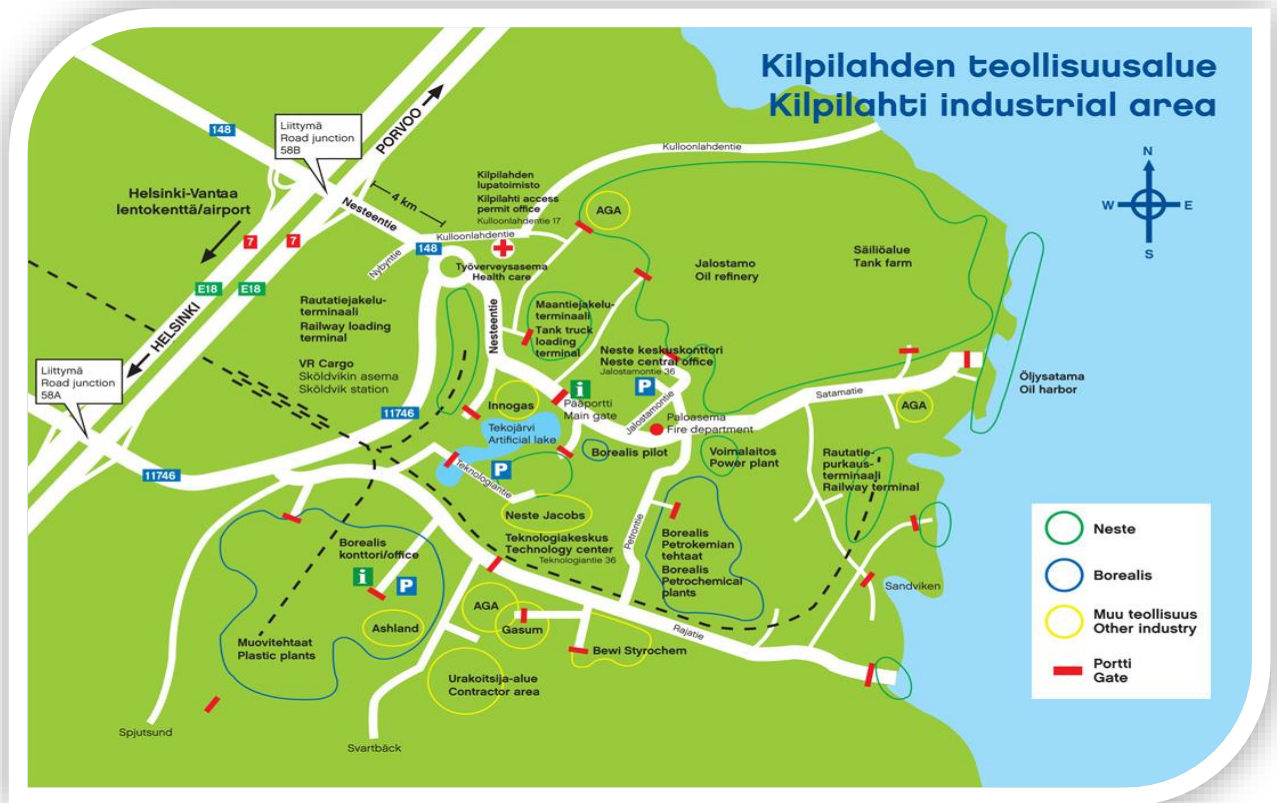 Kilpilahden teollisuusalue
Kilpilahti industrial area
148
Liittymä
Road junction
58B
PORVOO
Helsinki-Vantaa
lentokenttä/airport
4 km
Nesteentie
Kilpilahden
lupatoimisto
Kilpilahti access
permit office
Kulloonlahdentie 17
Kulloonlahdentie
Kulloonlahdentie
AGA
N
W
E
S
7
7
148
Nybyntie
Työverveysasema
Health care
Jalostamo
Oil refinery
Säiliöalue
Tank farm
E18
E18
HELSINKI
Rautatiejakelu-
terminaali
Railway loading
terminal
Nesteentie
Maantiejakelu-
terminaali
Tank truck
loading
terminal
Neste keskuskonttori
Neste central office
Jalostamontie 36
VR Cargo
Sköldvikin asema
Sköldvik station
Liittymä
Road junction
58A
P
i
Pääportti
Main gate
Jalostamontie
Satamatie
Öljysatama
Oil harbor
AGA
11746
Innogas
Tekojärvi
Artificial lake
Paloasema
Fire department
Borealis pilot
Voimalaitos
Power plant
Rautatie-
purkaus-
terminaali
Railway terminal
11746
P
Teknologiantie
Neste Jacobs
Teknologiakeskus
Technology center
Teknologiantie 36
Petrontie
Borealis
Petrokemian
tehtaat
Borealis
Petrochemical
plants
Sandviken
Borealis
konttori/office
i
P
AGA
Gasum
Ashland
Rajatie
Bewi Styrochem
Muovitehtaat
Plastic plants
Urakoitsija-alue
Contractor area
Spjutsund
Svartbäck
Neste
Borealis
Muu teollisuus
Other industry
Portti
Gate